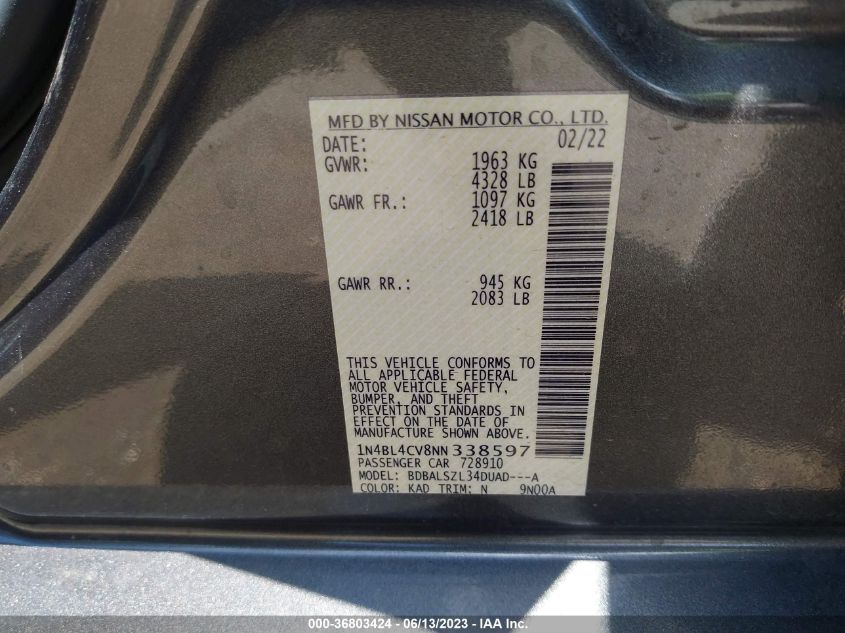 MFD BY NISSAN MOTOR CO., LTD.
DATE: 02/22
GVWR: 1963 KG
4328 LB
GAWR FR.: 1097 KG
2418 LB
GAWR RR.: 945 KG
2083 LB
THIS VEHICLE CONFORMS TO
ALL APPLICABLE FEDERAL
MOTOR VEHICLE SAFETY,
BUMPER, AND THEFT
PREVENTION STANDARDS IN
EFFECT ON THE DATE OF
MANUFACTURE SHOWN ABOVE.
1N4BL4CV8NN338597
PASSENGER CAR 728910
MODEL: BDBALSZL34DUAD---A
COLOR: KAD TRIM: N 9N00A
000-36803424 - 06/13/2023 - IAA Inc.